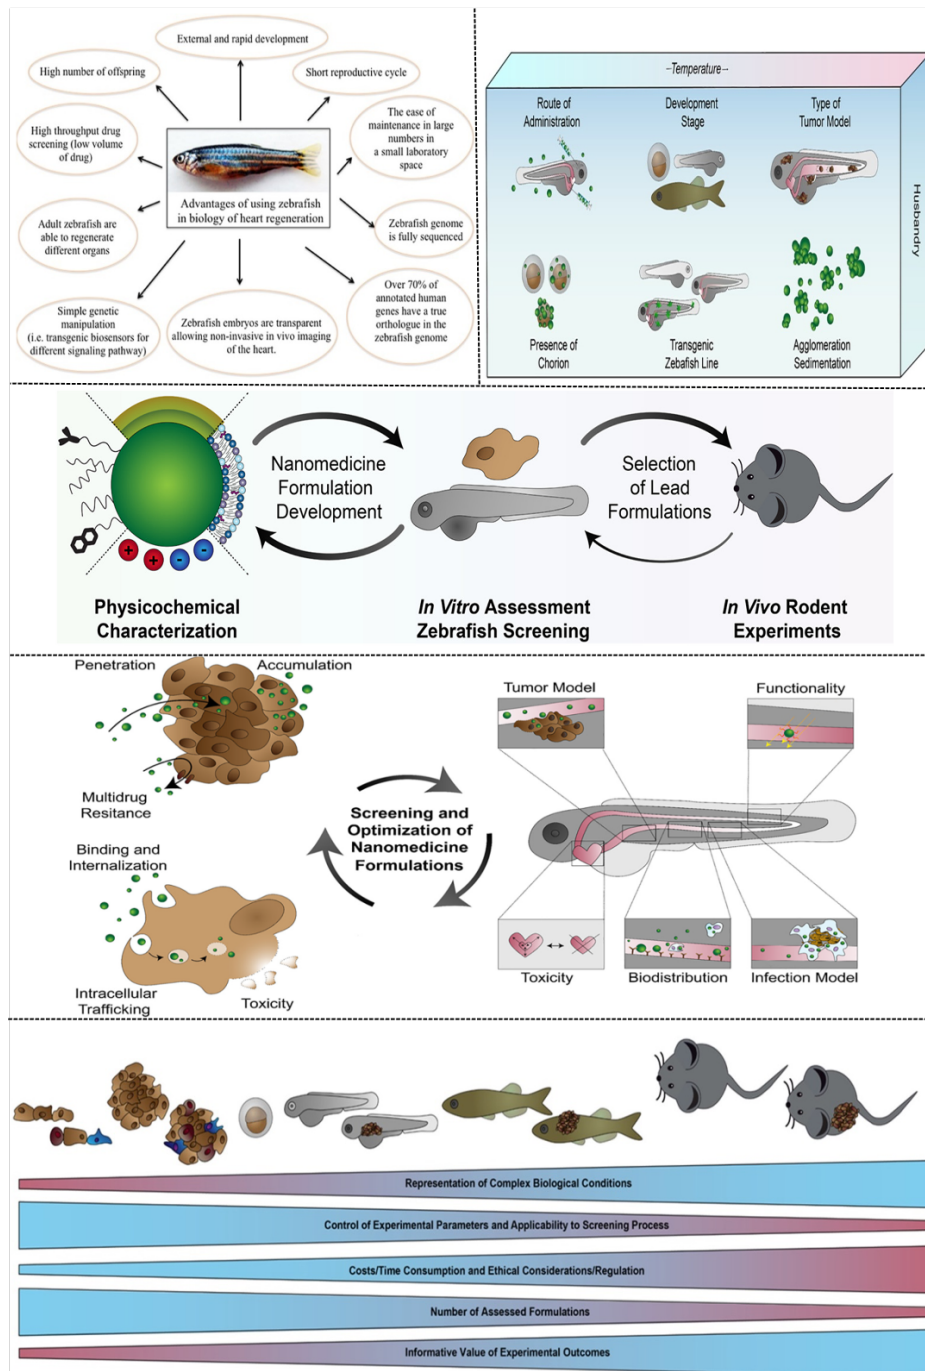 External and rapid development
High number of offspring
Short reproductive cycle
High throughput drug
screening (low volume
of drug)
The ease of
maintenance in large
numbers in
a small laboratory
space
Advantages of using zebrafish
in biology of heart regeneration
Adult zebrafish are
able to regenerate
different organs
Zebrafish genome
is fully sequenced
Simple genetic
manipulation
(i.e. transgenic biosensors for
different signaling pathway)
Zebrafish embryos are transparent
allowing non-invasive in vivo imaging
of the heart.
Over 70% of
annotated human
genes have a true
orthologue in the
zebrafish genome
--Temperature--
Route of
Administration
Development
Stage
Type of
Tumor Model
Husbandry
Presence of
Chorion
Transgenic
Zebafish Line
Agglomeration
Sedimentation
Nanomedicine
Formulation
Development
Selection
of Lead
Formulations
+ + - -
Physicochemical
Characterization
In Vitro Assessment
Zebrafish Screening
In Vivo Rodent
Experiments
Penetration
Accumulation
Multidrug
Resitance
Binding and
Internalization
Intracellular
Trafficking
Toxicity
Screening and
Optimization of
Nanomedicine
Formulations
Tumor Model
Functionality
Toxicity
Biodistribution
Infection Model
Representation of Complex Biological Conditions
Control of Experimental Parameters and Applicability to Screening Process
Costs/Time Consumption and Ethical Considerations/Regulation
Number of Assessed Formulations
Informative Value of Experimental Outcomes